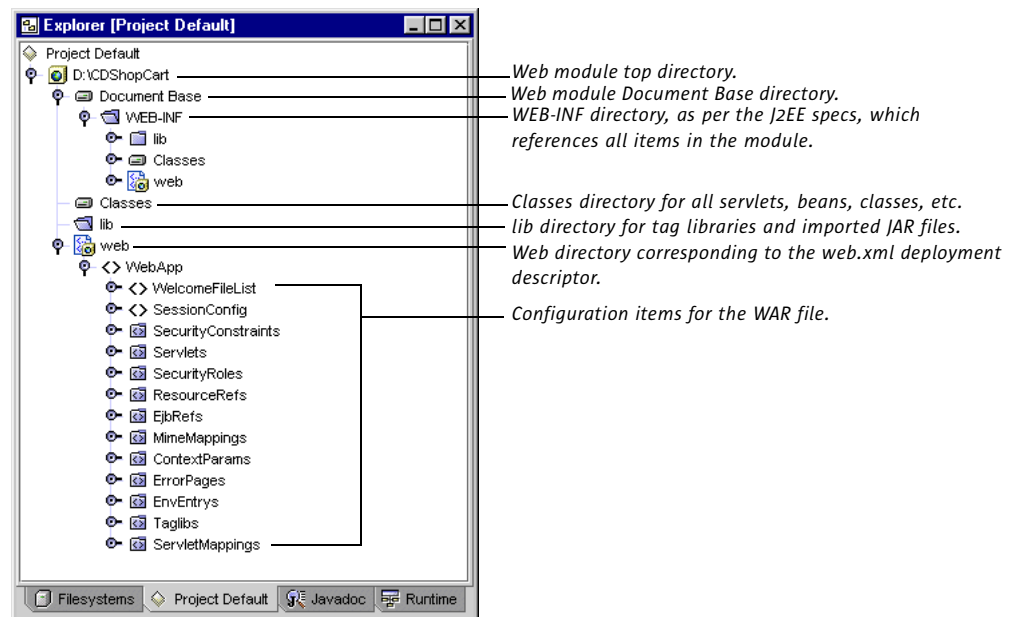 Explorer [Project Default]
Project Default
D:\CDShopCart
Web module top directory.
Document Base
Web module Document Base directory.
WEB-INF
WEB-INF directory, as per the J2EE specs, which
references all items in the module.
lib
Classes
web
Classes
Classes directory for all servlets, beans, classes, etc.
lib
lib directory for tag libraries and imported JAR files.
web
Web directory corresponding to the web.xml deployment
descriptor.
<> WebApp
<> WelcomeFileList
<> SessionConfig
Configuration items for the WAR file.
SecurityConstraints
Servlets
SecurityRoles
ResourceRefs
EjbRefs
MimeMappings
ContextParams
ErrorPages
EnvEntrys
Taglibs
ServletMappings
Filesystems Project Default Javadoc Runtime